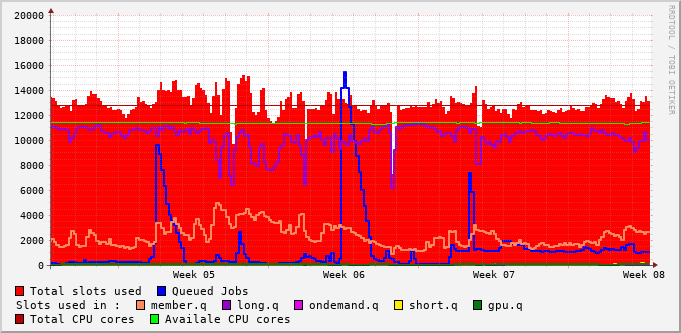 20000
18000
16000
14000
12000
10000
8000
6000
4000
2000
0
Week 05 Week 06 Week 07 Week 08
Total slots used Queued Jobs
Slots used in : member.q long.q ondemand.q short.q gpu.q
Total CPU cores Availale CPU cores
RRDTOOL / TOBI OETIKER